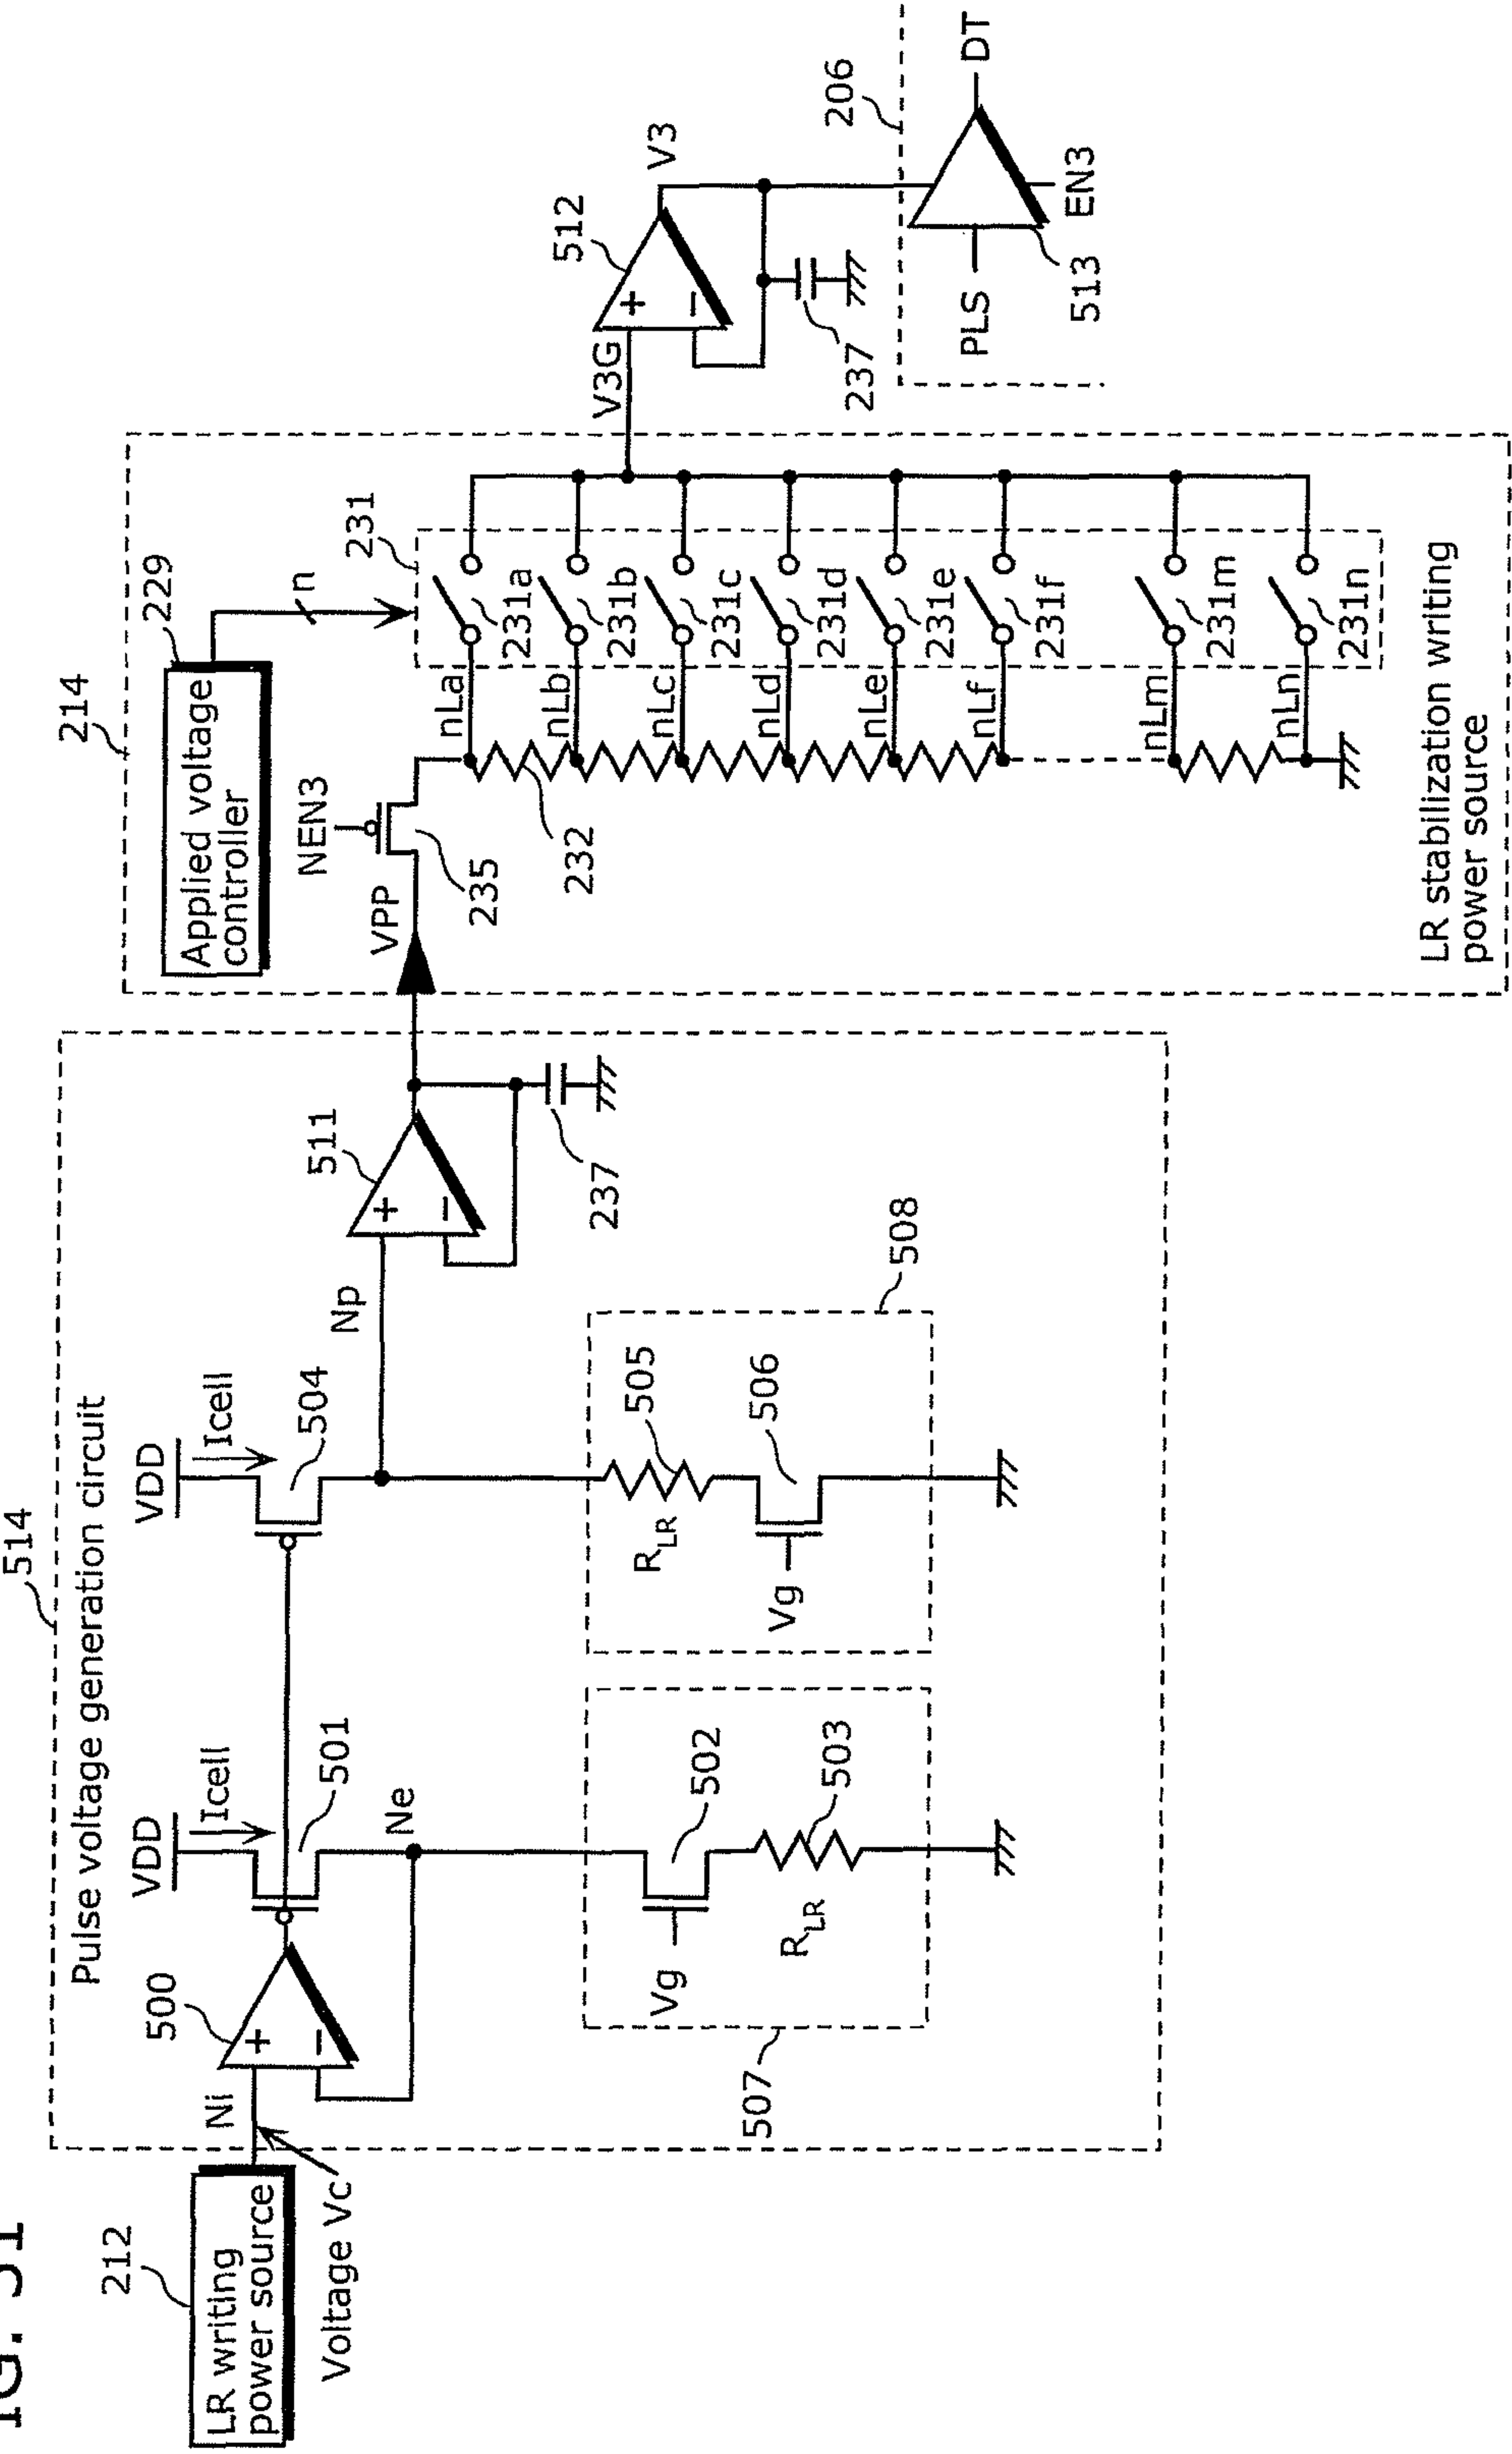 IG. 31
514
Pulse voltage generation circuit
212
LR writing
power source
Voltage Vc
Ni
500
+
−
VDD
Icell
501
Ne
507
Vg
502
503
RLR
VDD
Icell
504
Np
508
505
RLR
506
Vg
511
+
−
237
214
Applied voltage
controller
229
n
NEN3
VPP
235
232
231
nLa
231a
nLb
231b
nLc
231c
nLd
231d
nLe
231e
nLf
231f
nLm
231m
nLn
231n
LR stabilization writing
power source
V3G
512
+
−
V3
237
206
PLS
513
EN3
DT